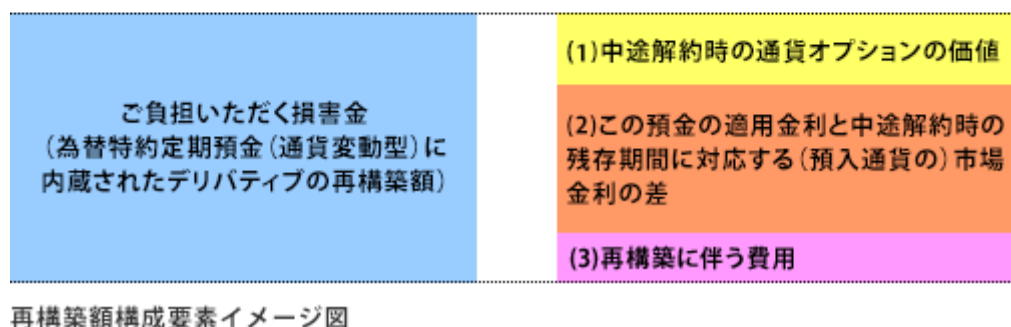 ご負担いただく損害金
（為替特約定期預金（通貨変動型）に
内蔵されたデリバティブの再構築額）
(1)中途解約時の通貨オプションの価値
(2)この預金の適用金利と中途解約時の
残存期間に対応する（預入通貨の）市場
金利の差
(3)再構築に伴う費用
再構築額構成要素イメージ図